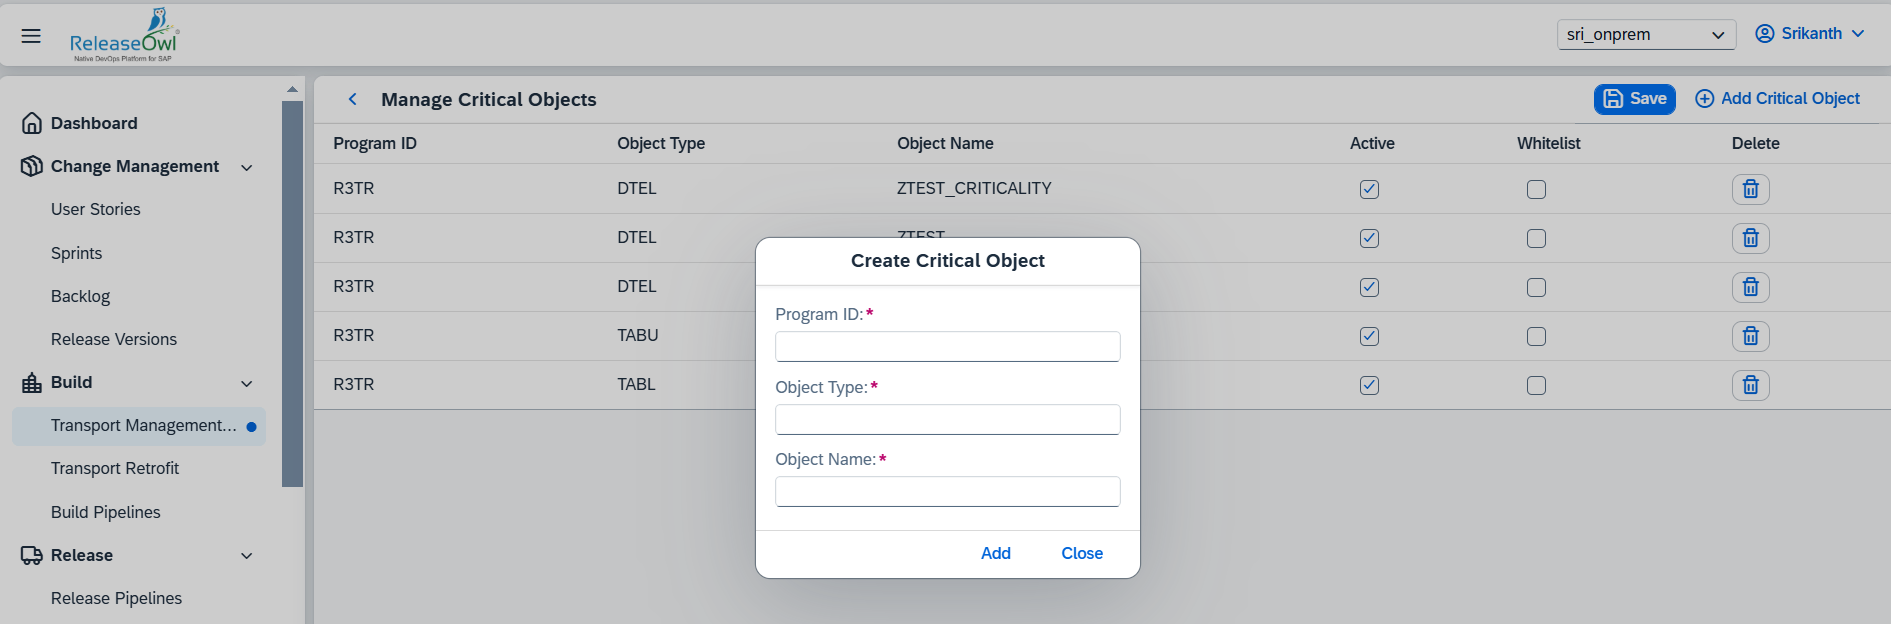 ReleaseOwl
Native DevOps Platform for SAP
sri_onprem
Srikanth
Dashboard
Change Management
User Stories
Sprints
Backlog
Release Versions
Build
Transport Management...
Transport Retrofit
Build Pipelines
Release
Release Pipelines
Manage Critical Objects
Save
Add Critical Object
Program ID Object Type Object Name Active Whitelist Delete
R3TR DTEL ZTEST_CRITICALITY
R3TR DTEL ZTEST
R3TR DTEL
R3TR TABU
R3TR TABL
Create Critical Object
Program ID:*
Object Type:*
Object Name:*
Add Close